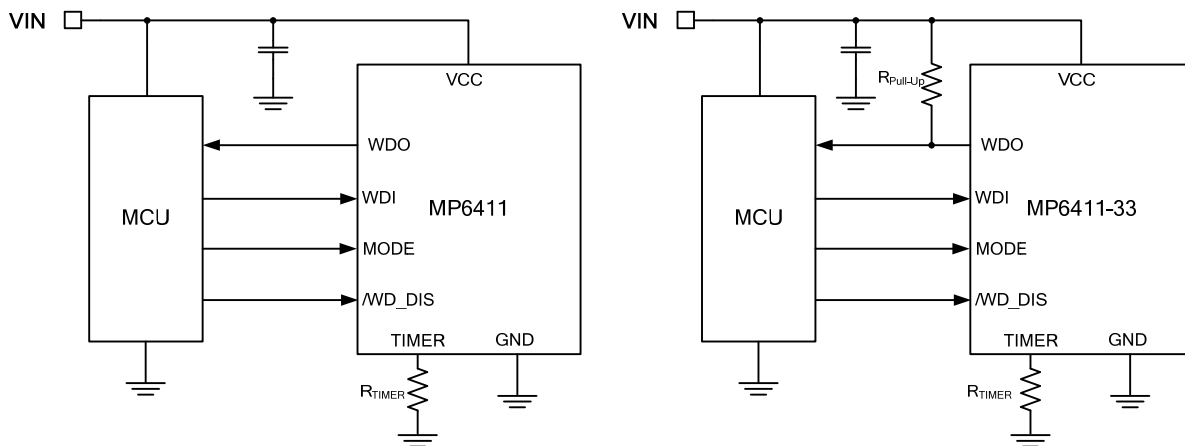 VIN
VCC
WDO
WDI
MCU
MP6411
MODE
/WD_DIS
TIMER
GND
RTIMER
VIN
RPull-Up
VCC
WDO
WDI
MCU
MP6411-33
MODE
/WD_DIS
TIMER
GND
RTIMER